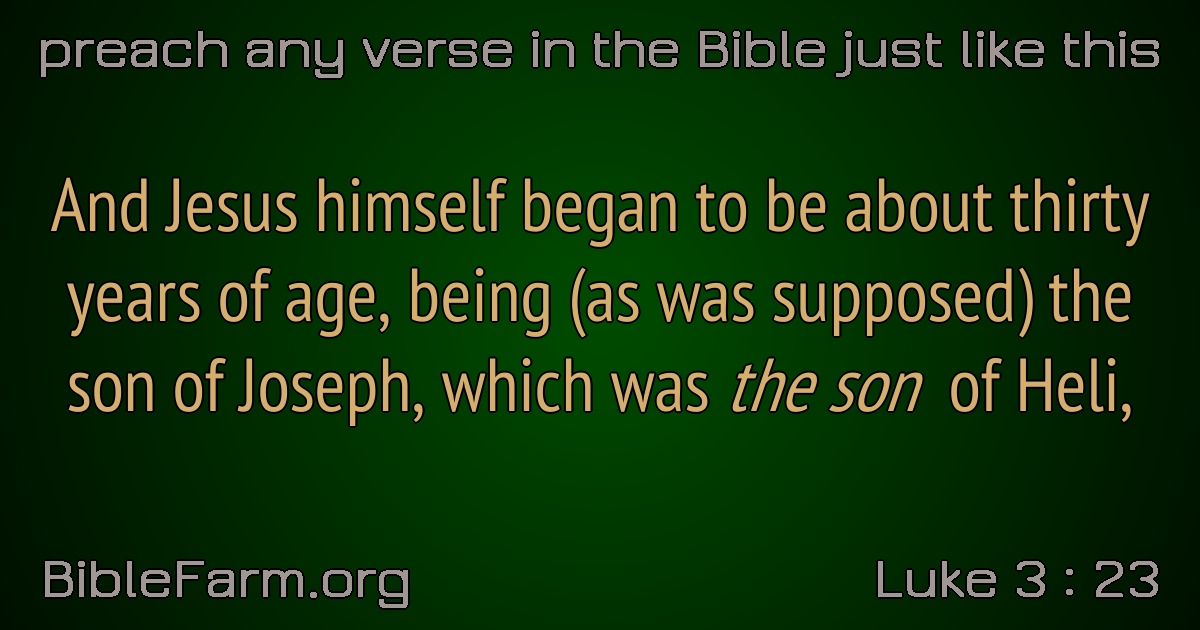 preach any verse in the Bible just like this
And Jesus himself began to be about thirty
years of age, being (as was supposed) the
son of Joseph, which was the son of Heli,
BibleFarm.org
Luke 3 : 23